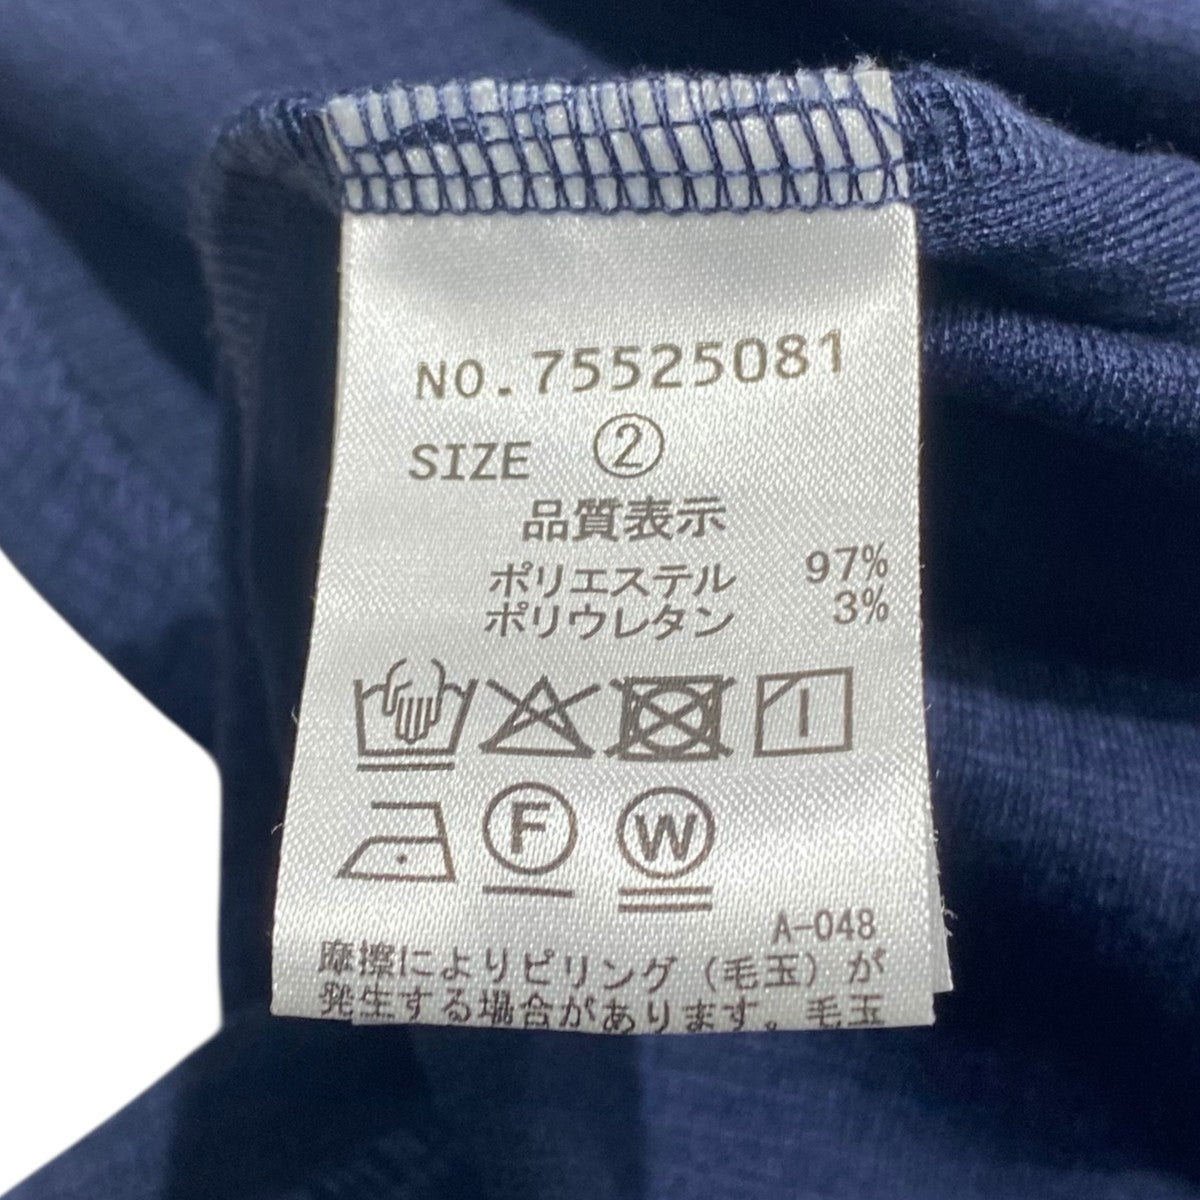 NO.75525081
SIZE ②
品質表示
ポリエステル 97%
ポリウレタン 3%
F W
A-048
摩擦によりピリング(毛玉)が
発生する場合があります。毛玉